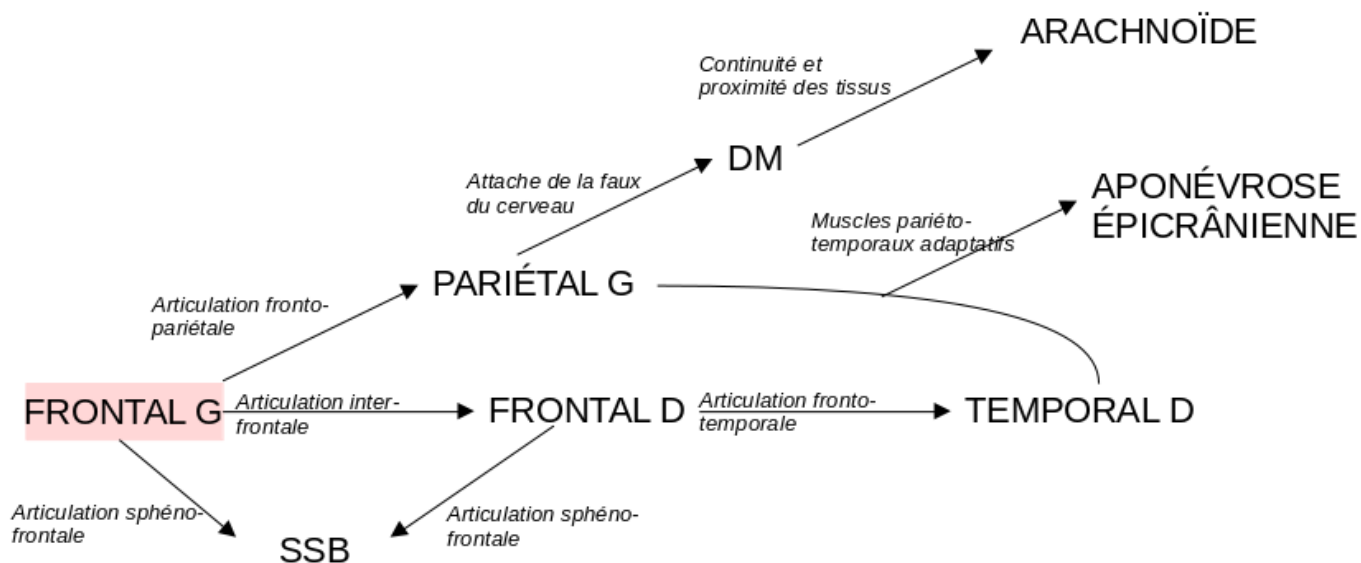 ARACHNOÏDE
Continuité et
proximité des tissus
DM
Attache de la faux
du cerveau
APONÉVROSE
ÉPICRÂNIENNE
Muscles pariéto-
temporaux adaptatifs
PARIÉTAL G
Articulation fronto-
pariétale
FRONTAL G
Articulation inter-
frontale
FRONTAL D
Articulation fronto-
temporale
TEMPORAL D
Articulation sphéno-
frontale
Articulation sphéno-
frontale
SSB